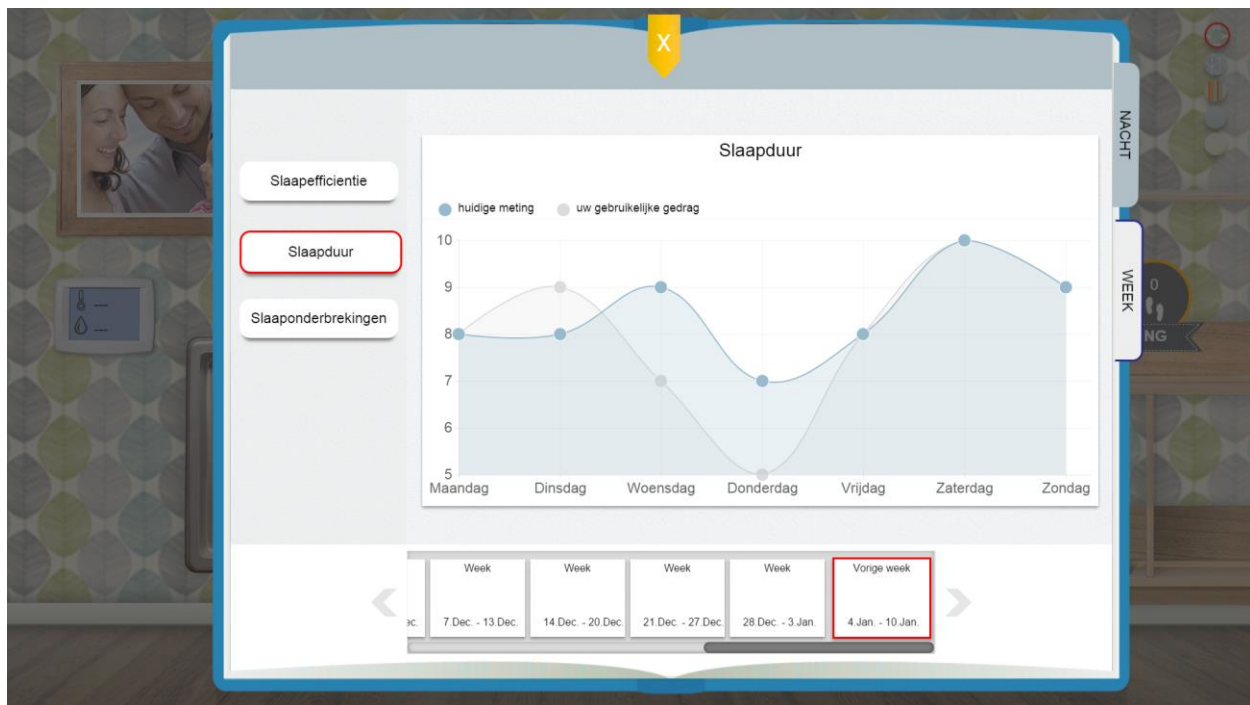 X
NACHT
WEEK
Slaapefficientie
Slaapduur
Slaaponderbrekingen
Slaapduur
huidige meting
uw gebruikelijke gedrag
10
9
8
7
6
5
Maandag Dinsdag Woensdag Donderdag Vrijdag Zaterdag Zondag
ec.
Week
7.Dec. - 13.Dec.
Week
14.Dec. - 20.Dec.
Week
21.Dec. - 27.Dec.
Week
28.Dec. - 3.Jan.
Vorige week
4.Jan. - 10.Jan.
---
---
0
NG